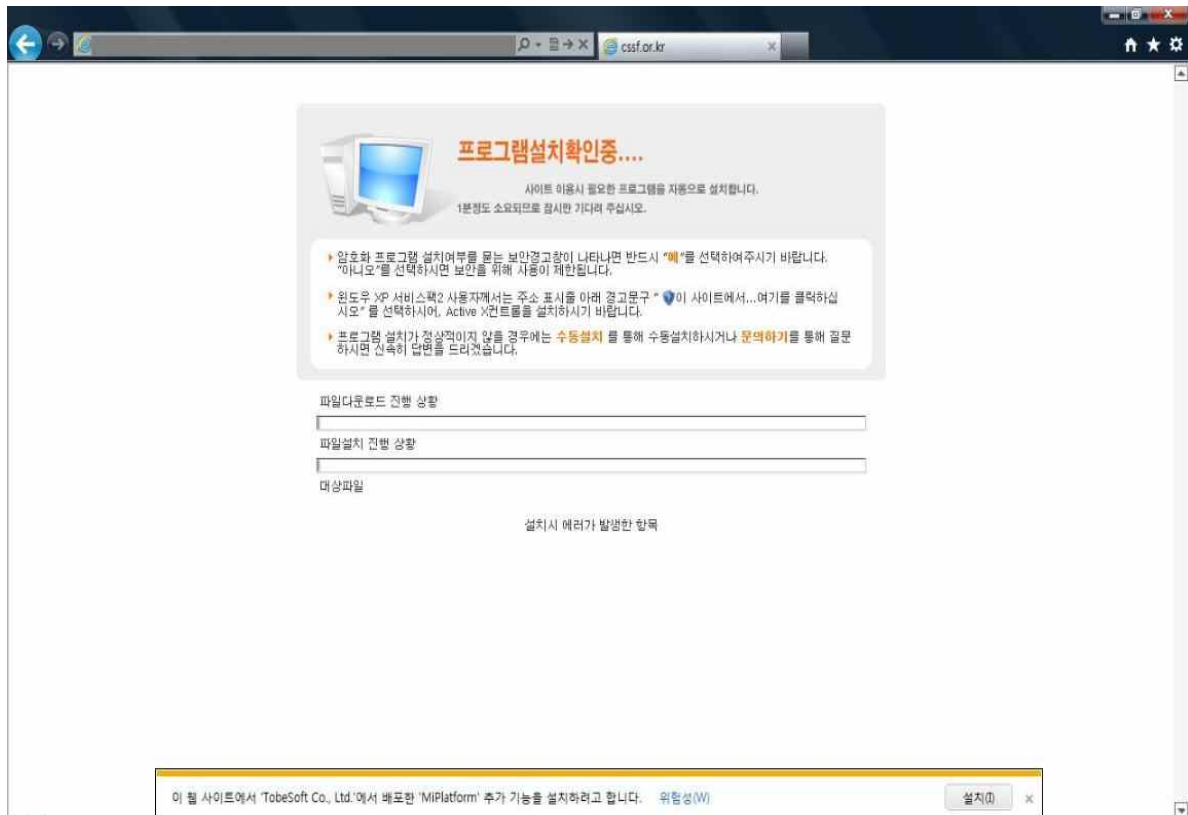 cssf.or.kr
프로그램설치확인중....
사이트 이용시 필요한 프로그램을 자동으로 설치합니다.
1분정도 소요되므로 잠시만 기다려 주십시오.
암호화 프로그램 설치여부를 묻는 보안경고창이 나타나면 반드시 "예"를 선택하여주시기 바랍니다.
"아니오"를 선택하시면 보안을 위해 사용이 제한됩니다.
윈도우 XP 서비스팩2 사용자께서는 주소 표시줄 아래 경고문구 " 이 사이트에서...여기를 클릭하십
시오" 를 선택하시어, Active X컨트롤을 설치하시기 바랍니다.
프로그램 설치가 정상적이지 않을 경우에는 수동설치 를 통해 수동설치하시거나 문의하기를 통해 질문
하시면 신속히 답변을 드리겠습니다.
파일다운로드 진행 상황
파일설치 진행 상황
대상파일
설치시 에러가 발생한 항목
이 웹 사이트에서 'TobeSoft Co., Ltd.'에서 배포한 'MiPlatform' 추가 기능을 설치하려고 합니다. 위험성(W) 설치(I)